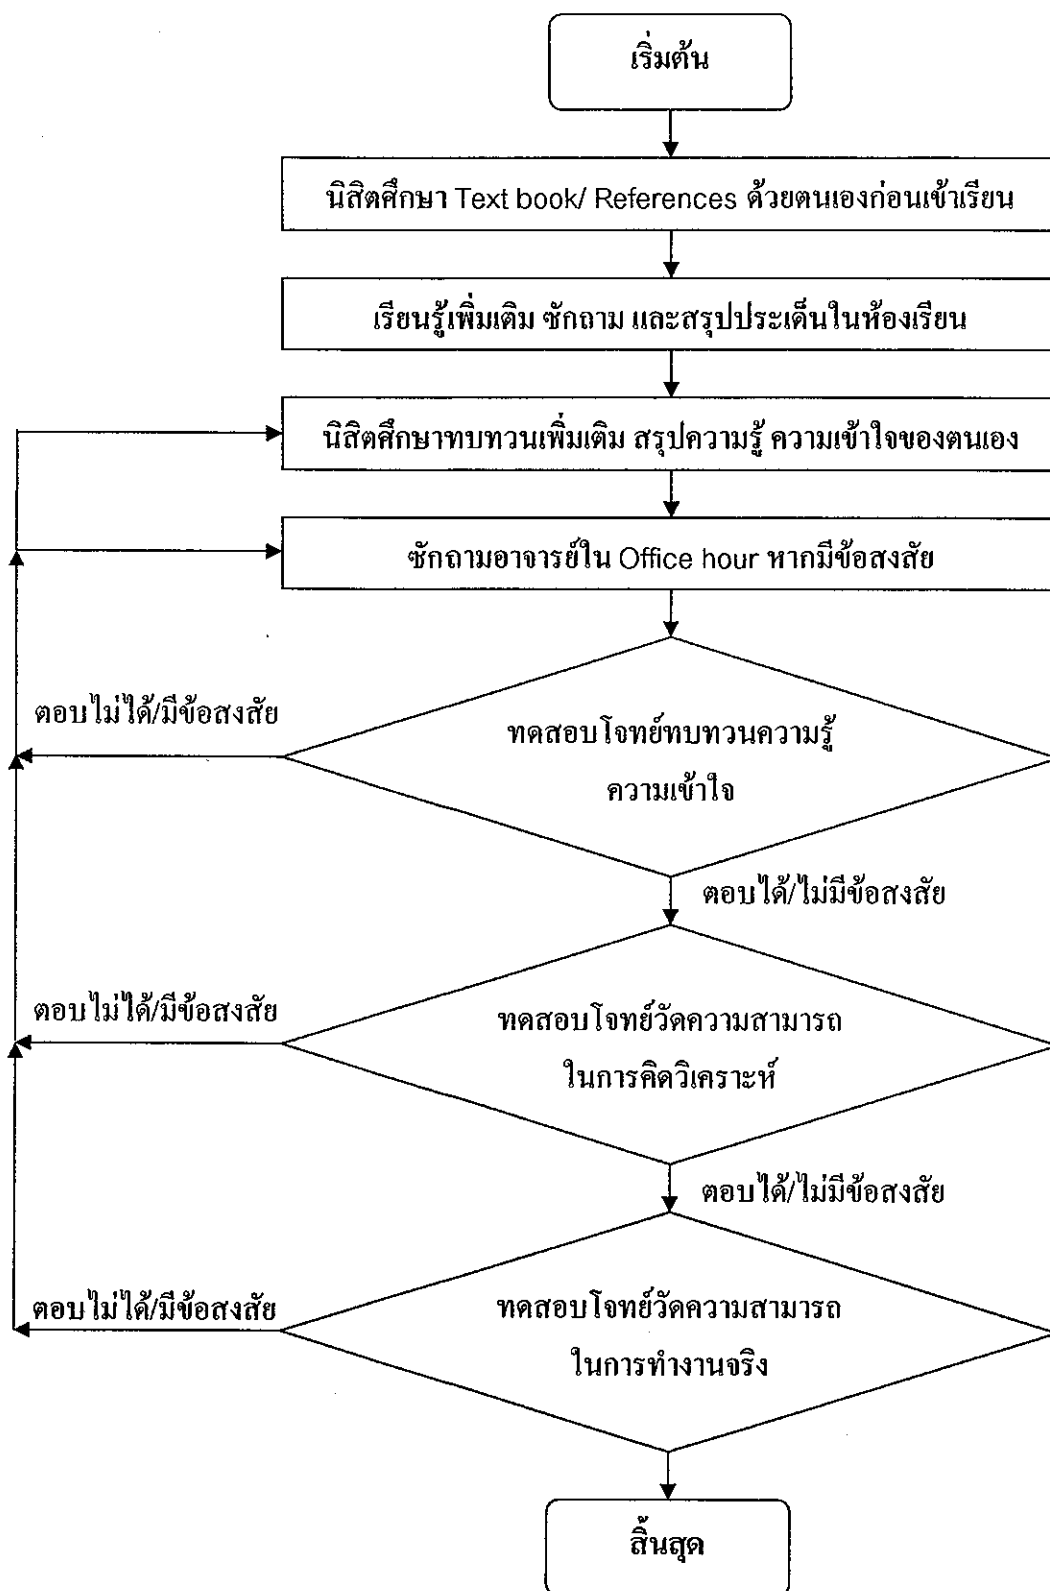 เริ่มต้น
นิสิตศึกษา Text book/ References ด้วยตนเองก่อนเข้าเรียน
เรียนรู้เพิ่มเติม ซักถาม และสรุปประเด็นในห้องเรียน
นิสิตศึกษาทบทวนเพิ่มเติม สรุปความรู้ ความเข้าใจของตนเอง
ซักถามอาจารย์ใน Office hour หากมีข้อสงสัย
ตอบไม่ได้/มีข้อสงสัย
ทดสอบโจทย์ทบทวนความรู้
ความเข้าใจ
ตอบได้/ไม่มีข้อสงสัย
ตอบไม่ได้/มีข้อสงสัย
ทดสอบโจทย์วัดความสามารถ
ในการคิดวิเคราะห์
ตอบได้/ไม่มีข้อสงสัย
ตอบไม่ได้/มีข้อสงสัย
ทดสอบโจทย์วัดความสามารถ
ในการทำงานจริง
สิ้นสุด